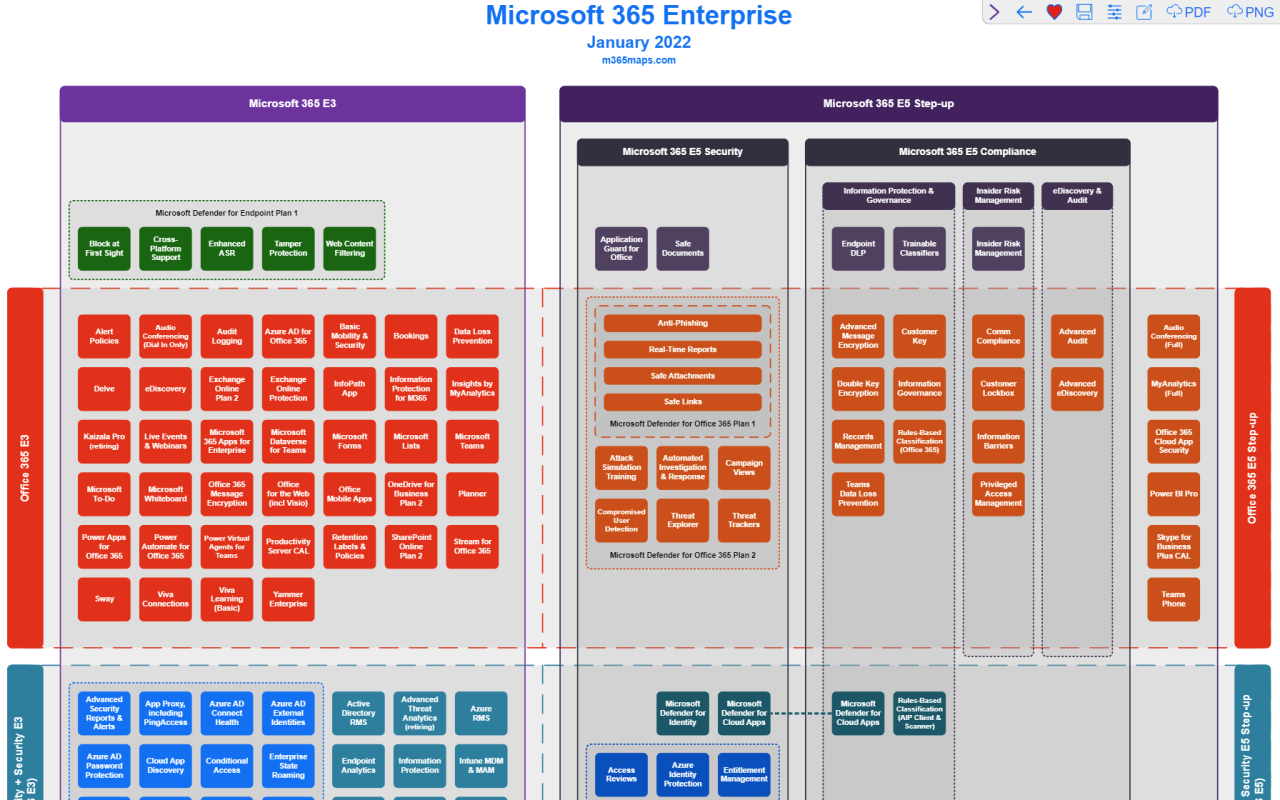 Microsoft 365 Enterprise
January 2022
m365maps.com
PDF
PNG
Microsoft 365 E3
Microsoft 365 E5 Step-up
Microsoft 365 E5 Security
Microsoft 365 E5 Compliance
Information Protection &
Governance
Insider Risk
Management
eDiscovery &
Audit
Microsoft Defender for Endpoint Plan 1
Block at
First Sight
Cross-
Platform
Support
Enhanced
ASR
Tamper
Protection
Web Content
Filtering
Application
Guard for
Office
Safe
Documents
Endpoint
DLP
Trainable
Classifiers
Insider Risk
Management
Office 365 E3
Alert
Policies
Audio
Conferencing
(Dial In Only)
Audit
Logging
Azure AD for
Office 365
Basic
Mobility &
Security
Bookings
Data Loss
Prevention
Delve
eDiscovery
Exchange
Online
Plan 2
Exchange
Online
Protection
InfoPath
App
Information
Protection
for M365
Insights by
MyAnalytics
Kaizala Pro
(retiring)
Live Events
& Webinars
Microsoft
365 Apps for
Enterprise
Microsoft
Dataverse
for Teams
Microsoft
Forms
Microsoft
Lists
Microsoft
Teams
Microsoft
To-Do
Microsoft
Whiteboard
Office 365
Message
Encryption
Office
for the Web
(incl Visio)
Office
Mobile Apps
OneDrive for
Business
Plan 2
Planner
Power Apps
for
Office 365
Power
Automate for
Office 365
Power Virtual
Agents for
Teams
Productivity
Server CAL
Retention
Labels &
Policies
SharePoint
Online
Plan 2
Stream for
Office 365
Sway
Viva
Connections
Viva
Learning
(Basic)
Yammer
Enterprise
Anti-Phishing
Real-Time Reports
Safe Attachments
Safe Links
Microsoft Defender for Office 365 Plan 1
Attack
Simulation
Training
Automated
Investigation
& Response
Campaign
Views
Compromised
User
Detection
Threat
Explorer
Threat
Trackers
Microsoft Defender for Office 365 Plan 2
Advanced
Message
Encryption
Customer
Key
Double Key
Encryption
Information
Governance
Records
Management
Rules-Based
Classification
(Office 365)
Teams
Data Loss
Prevention
Comm
Compliance
Customer
Lockbox
Information
Barriers
Privileged
Access
Management
Advanced
Audit
Advanced
eDiscovery
Audio
Conferencing
(Full)
MyAnalytics
(Full)
Office 365
Cloud App
Security
Power BI Pro
Skype for
Business
Plus CAL
Teams
Phone
Office 365 E5 Step-up
ity + Security E3
E3)
Advanced
Security
Reports &
Alerts
App Proxy,
including
PingAccess
Azure AD
Connect
Health
Azure AD
External
Identities
Active
Directory
RMS
Advanced
Threat
Analytics
(retiring)
Azure
RMS
Azure AD
Password
Protection
Cloud App
Discovery
Conditional
Access
Enterprise
State
Roaming
Endpoint
Analytics
Information
Protection
Intune MDM
& MAM
Microsoft
Defender for
Identity
Microsoft
Defender for
Cloud Apps
Microsoft
Defender for
Cloud Apps
Rules-Based
Classification
(AIP Client &
Scanner)
Access
Reviews
Azure
Identity
Protection
Entitlement
Management
Security E5 Step-up
E5)